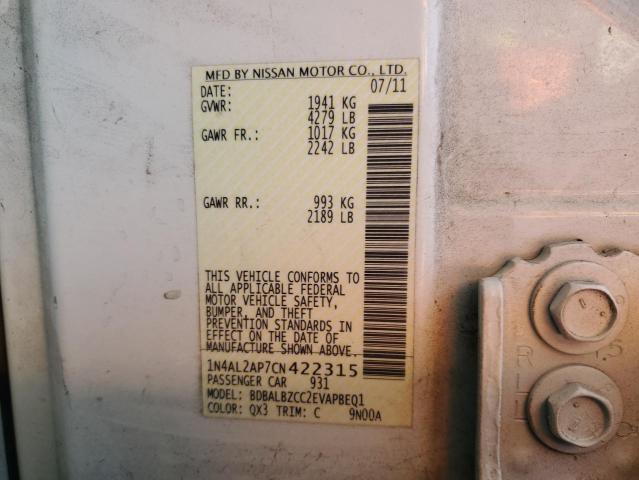 MFD BY NISSAN MOTOR CO., LTD.
DATE: 07/11
GVWR: 1941 KG
4279 LB
GAWR FR.: 1017 KG
2242 LB
GAWR RR.: 993 KG
2189 LB
THIS VEHICLE CONFORMS TO
ALL APPLICABLE FEDERAL
MOTOR VEHICLE SAFETY,
BUMPER, AND THEFT
PREVENTION STANDARDS IN
EFFECT ON THE DATE OF
MANUFACTURE SHOWN ABOVE.
1N4AL2AP7CN422315
PASSENGER CAR 931
MODEL: BDBALBZCC2EVAPBEQ1
COLOR: QX3 TRIM: C 9N00A